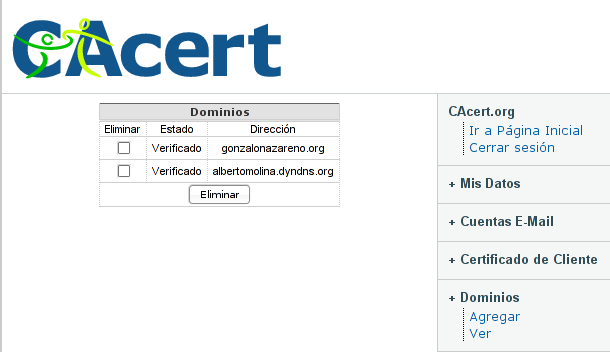 CAcert
Dominios
Eliminar Estado Dirección
Verificado gonzalonazareno.org
Verificado albertomolina.dyndns.org
Eliminar
CAcert.org
Ir a Página Inicial
Cerrar sesión
+ Mis Datos
+ Cuentas E-Mail
+ Certificado de Cliente
+ Dominios
Agregar
Ver